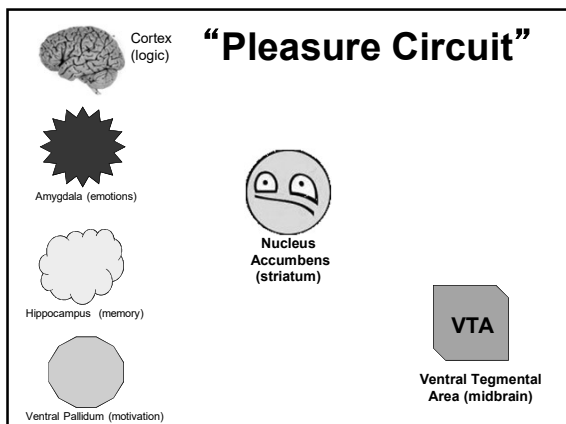 “Pleasure Circuit”
Cortex
(logic)
Amygdala (emotions)
Nucleus
Accumbens
(striatum)
Hippocampus (memory)
VTA
Ventral Tegmental
Area (midbrain)
Ventral Pallidum (motivation)